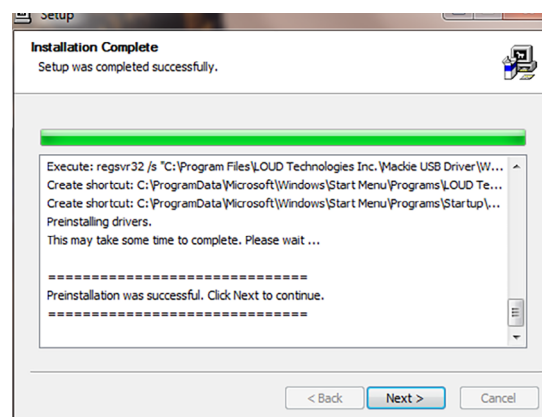 Setup
Installation Complete
Setup was completed successfully.
Execute: regsvr32 /s "C:\Program Files\LOUD Technologies Inc.\Mackie USB Driver\W...
Create shortcut: C:\ProgramData\Microsoft\Windows\Start Menu\Programs\LOUD Te...
Create shortcut: C:\ProgramData\Microsoft\Windows\Start Menu\Programs\Startup\...
Preinstalling drivers.
This may take some time to complete. Please wait ...
==============================
Preinstallation was successful. Click Next to continue.
==============================
< Back Next > Cancel